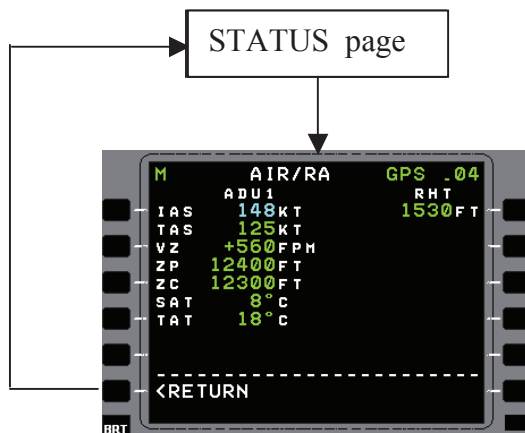 STATUS page
M AIR/RA GPS .04
ADU1 RHT
IAS 148KT 1530FT
TAS 125KT
VZ +560FPM
ZP 12400FT
ZC 12300FT
SAT 8°C
TAT 18°C
<RETURN
BRT